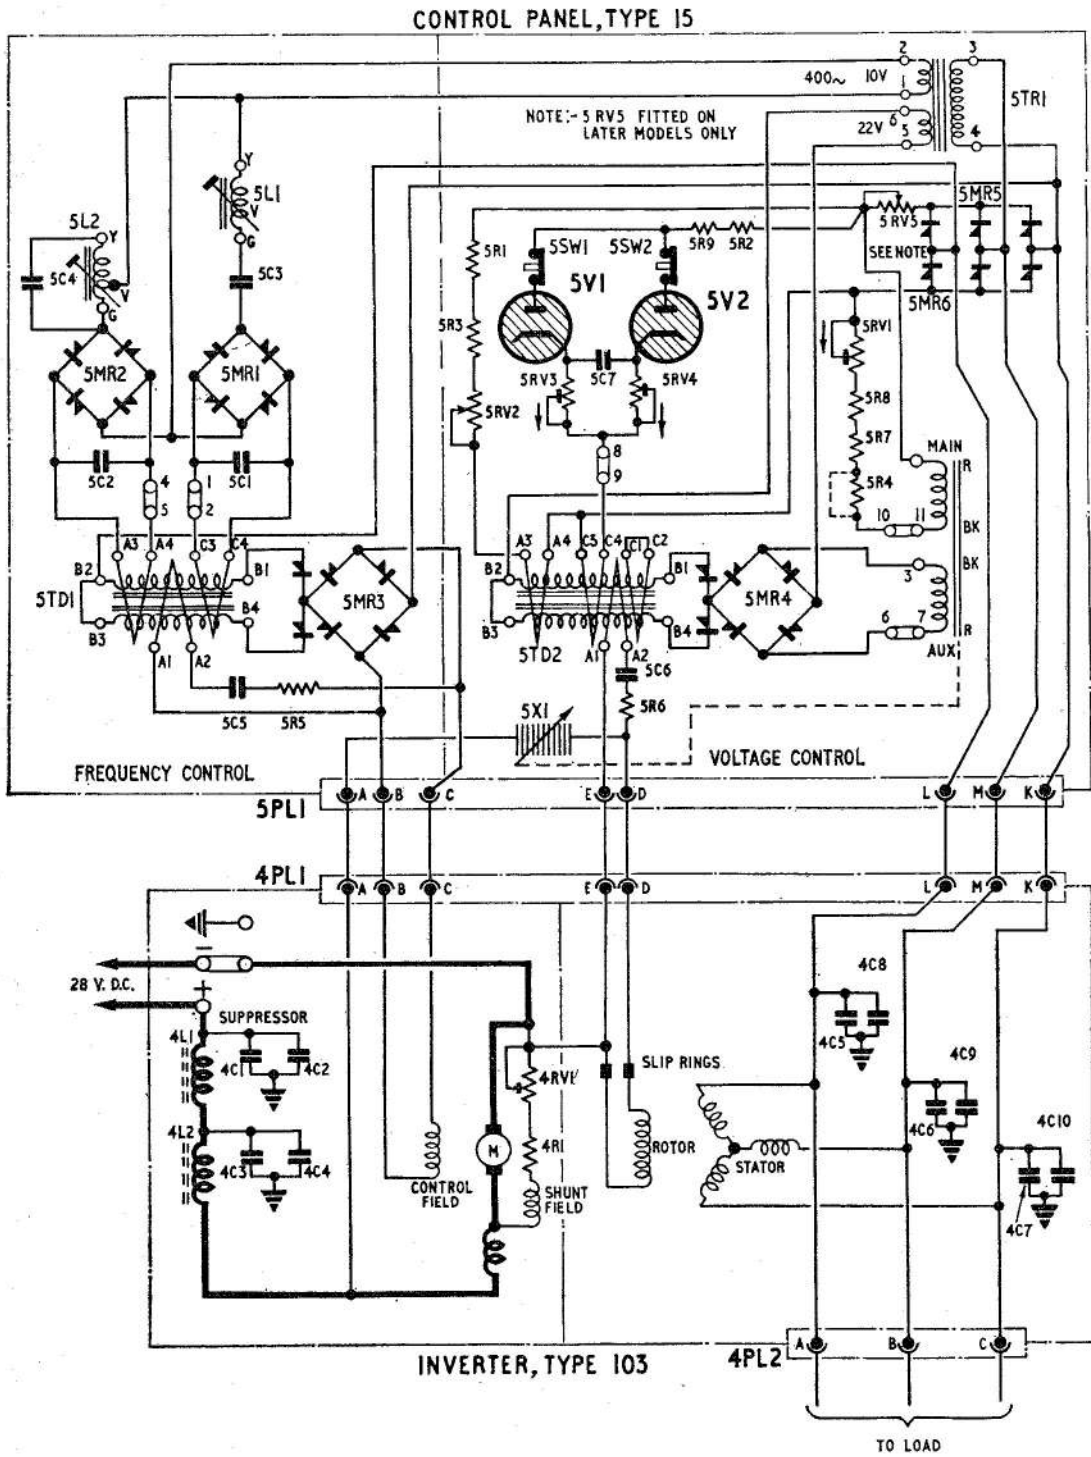 CONTROL PANEL, TYPE 15
2
3
400~
10V
1
5TR1
NOTE:- 5 RV5 FITTED ON
LATER MODELS ONLY
6
22V
5
4
Y
5L1
V
G
5L2
Y
5C4
V
G
5C3
5MR5
5RV5
SEE NOTE
5MR6
5R1
5SW1
5SW2
5R9
5R2
5V1
5V2
5R3
5RV1
5MR2
5MR1
5RV3
5C7
5RV4
5RV2
5R8
5R7
MAIN
R
5C2
4
1
5C1
8
9
5R4
5
2
10
11
BK
A3
A4
C3
C4
A3
A4
C5
C4
C1
C2
B2
B1
B2
B1
3
BK
5TD1
5MR3
5MR4
B3
B4
B3
B4
6
7
R
A1
A2
5TD2
A1
A2
AUX
5C6
5C5
5R5
5X1
5R6
FREQUENCY CONTROL
VOLTAGE CONTROL
5PL1
A
B
C
E
D
L
M
K
4PL1
A
B
C
E
D
L
M
K
−
28 V. D.C.
+
SUPPRESSOR
4C8
4L1
4C1
4C2
4C5
SLIP RINGS
4C9
4RV1
4L2
4C6
4C10
4C3
4C4
M
4R1
ROTOR
STATOR
CONTROL
FIELD
SHUNT
FIELD
4C7
INVERTER, TYPE 103
4PL2
A
B
C
TO LOAD